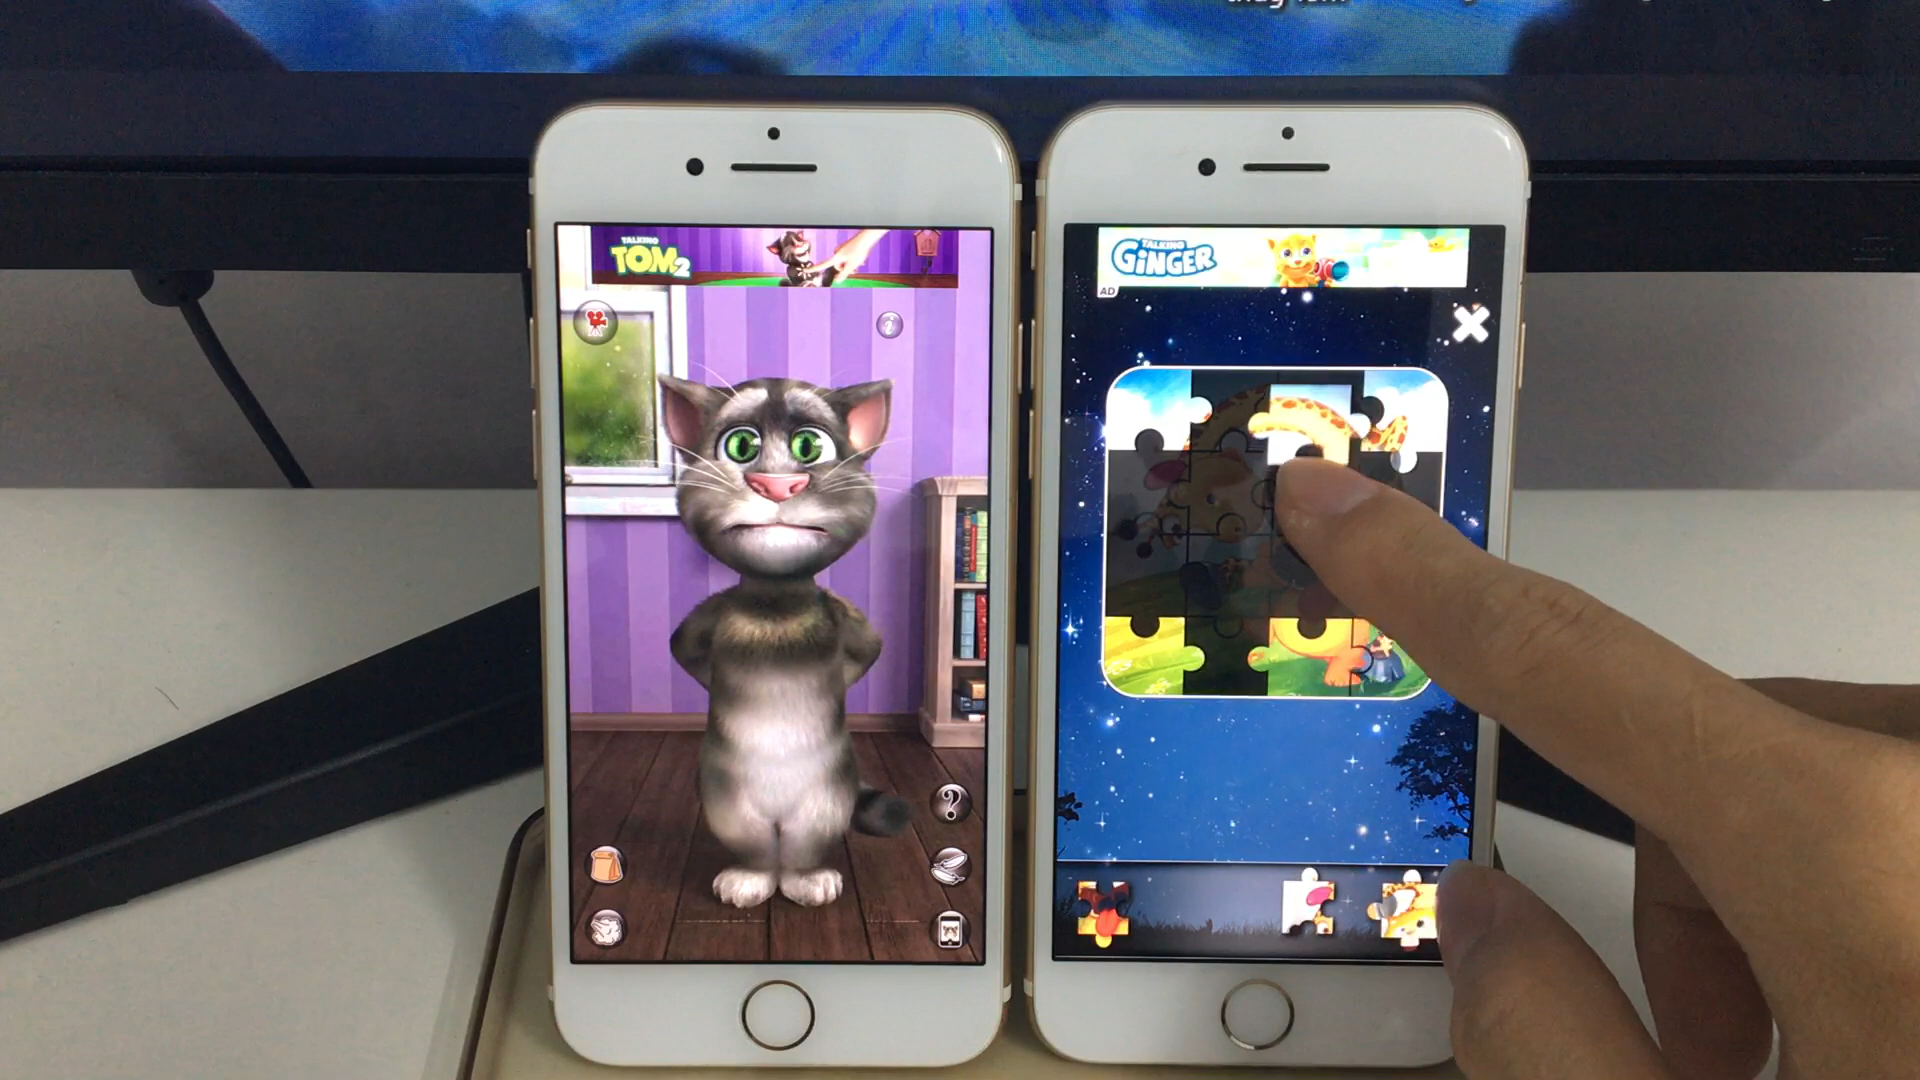 TALKING
TOM2
TALKING
GiNGER
AD
i
?